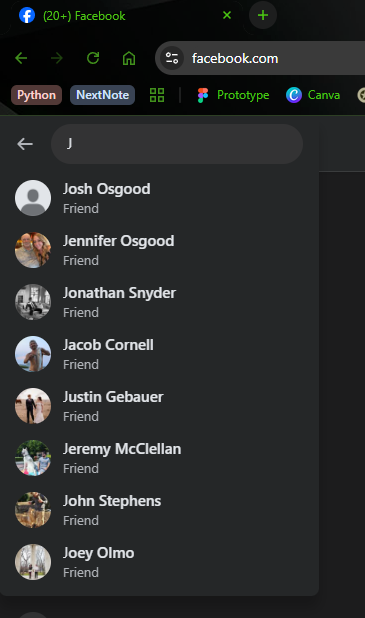 (20+) Facebook
facebook.com
Python NextNote Prototype Canva
J
Josh Osgood
Friend
Jennifer Osgood
Friend
Jonathan Snyder
Friend
Jacob Cornell
Friend
Justin Gebauer
Friend
Jeremy McClellan
Friend
John Stephens
Friend
Joey Olmo
Friend